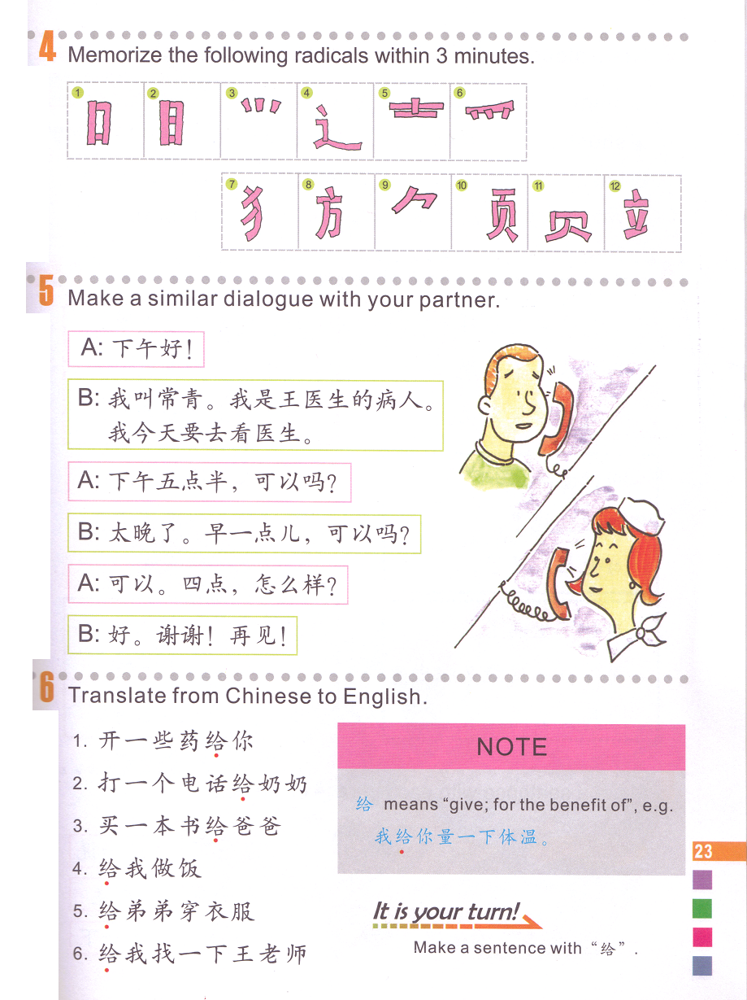 4
Memorize the following radicals within 3 minutes.
1 日 2 目 3 ⺍ 4 辶 5 龶 6 罒
7 犭 8 方 9 𠂊 10 页 11 贝 12 立
5
Make a similar dialogue with your partner.
A: 下午好！
B: 我叫常青。我是王医生的病人。
我今天要去看医生。
A: 下午五点半，可以吗？
B: 太晚了。早一点儿，可以吗？
A: 可以。四点，怎么样？
B: 好。谢谢！再见！
6
Translate from Chinese to English.
1. 开一些药给你
2. 打一个电话给奶奶
3. 买一本书给爸爸
4. 给我做饭
5. 给弟弟穿衣服
6. 给我找一下王老师
NOTE
给 means “give; for the benefit of”, e.g.
我给你量一下体温。
It is your turn!
Make a sentence with “给”.
23